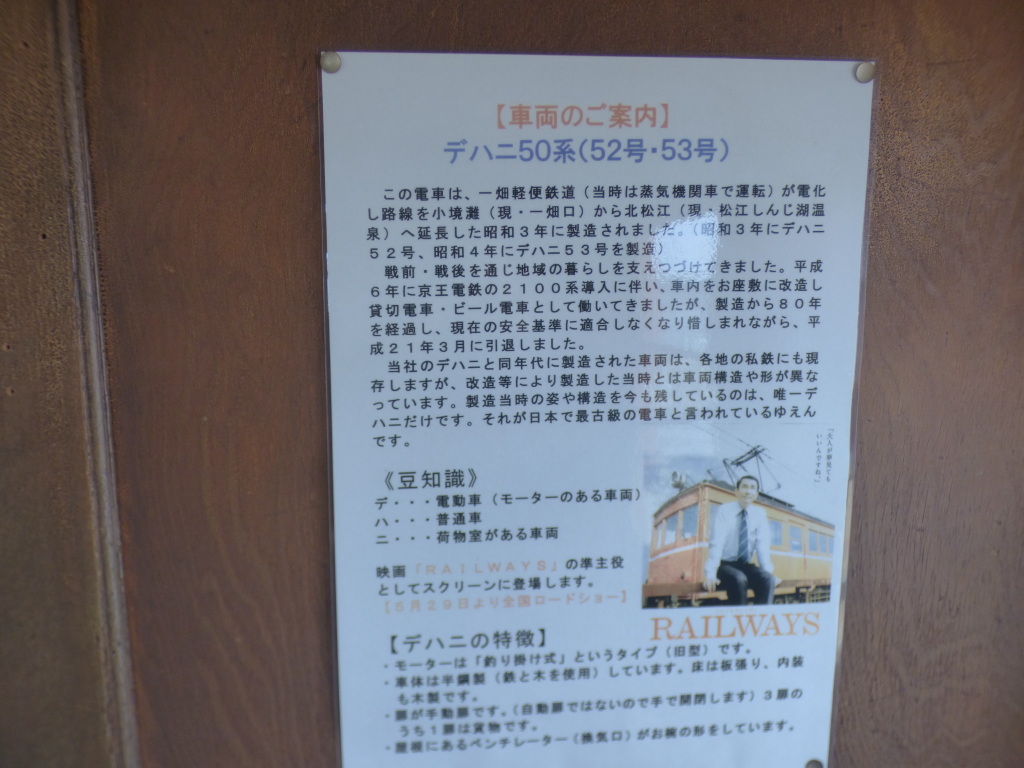 【車両のご案内】
デハニ50系(52号・53号)
この電車は、一畑軽便鉄道(当時は蒸気機関車で運転)が電化
し路線を小境灘(現・一畑口)から北松江(現・松江しんじ湖温
泉)へ延長した昭和3年に製造されました。(昭和3年にデハニ
52号、昭和4年にデハニ53号を製造)
戦前・戦後を通じ地域の暮らしを支えつづけてきました。平成
6年に京王電鉄の2100系導入に伴い、車内をお座敷に改造し
貸切電車・ビール電車として働いてきましたが、製造から80年
を経過し、現在の安全基準に適合しなくなり惜しまれながら、平
成21年3月に引退しました。
当社のデハニと同年代に製造された車両は、各地の私鉄にも現
存しますが、改造等により製造した当時とは車両構造や形が異な
っています。製造当時の姿や構造を今も残しているのは、唯一デ
ハニだけです。それが日本で最古級の電車と言われているゆえん
です。
「大人が夢見ても
いいんですね。」
《豆知識》
デ・・・電動車(モーターのある車両)
ハ・・・普通車
ニ・・・荷物室がある車両
映画「RAILWAYS」の準主役
としてスクリーンに登場します。
【5月29日より全国ロードショー】
RAILWAYS
【デハニの特徴】
・モーターは「釣り掛け式」というタイプ(旧型)です。
・車体は半鋼製(鉄と木を使用)しています。床は板張り、内装
も木製です。
・扉が手動扉です。(自動扉ではないので手で開閉します)3扉の
うち1扉は貨物です。
・屋根にあるベンチレーター(換気口)がお椀の形をしています。